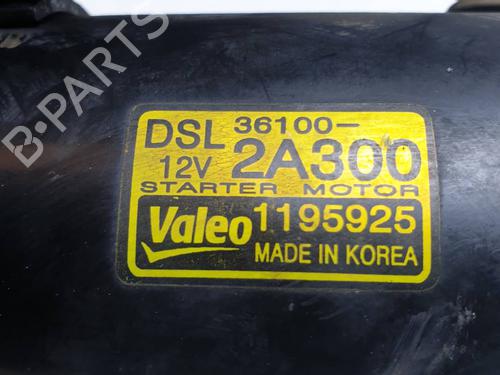 B-PARTS
DSL 36100-
12V 2A300
STARTER MOTOR
Valeo 1195925
MADE IN KOREA